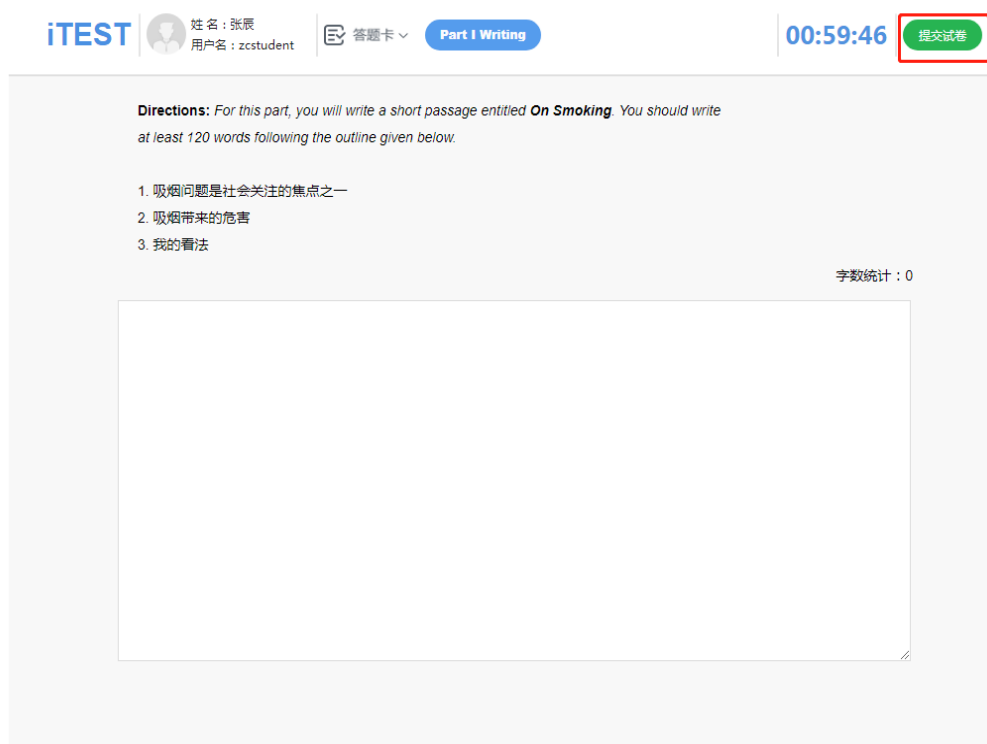 iTEST
姓 名：张辰
用户名：zcstudent
答题卡
Part I Writing
00:59:46
提交试卷
Directions: For this part, you will write a short passage entitled On Smoking. You should write
at least 120 words following the outline given below.
1. 吸烟问题是社会关注的焦点之一
2. 吸烟带来的危害
3. 我的看法
字数统计：0